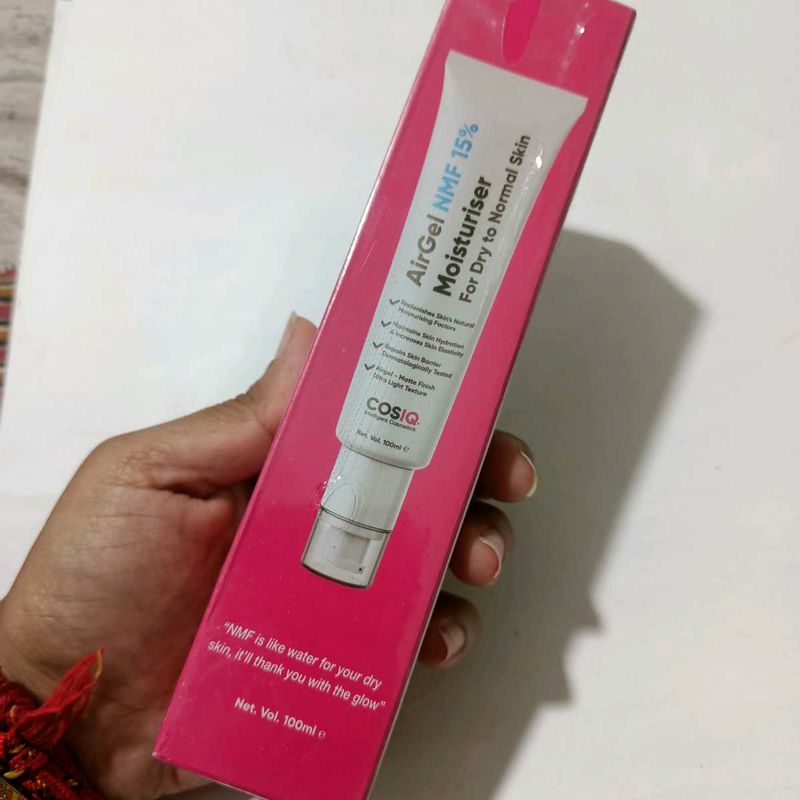 AirGel NMF 15%
Moisturiser
For Dry to Normal Skin
Replenishes Skin's Natural
Moisturising Factors
Maintains Skin Hydration
& Increases Skin Elasticity
Repairs Skin Barrier
Dermatologically Tested
Airgel - Matte Finish
Ultra Light Texture
COSIQ.
Intelligent Cosmetics
Net. Vol. 100ml ℮
"NMF is like water for your dry
skin, it'll thank you with the glow"
Net. Vol. 100ml ℮